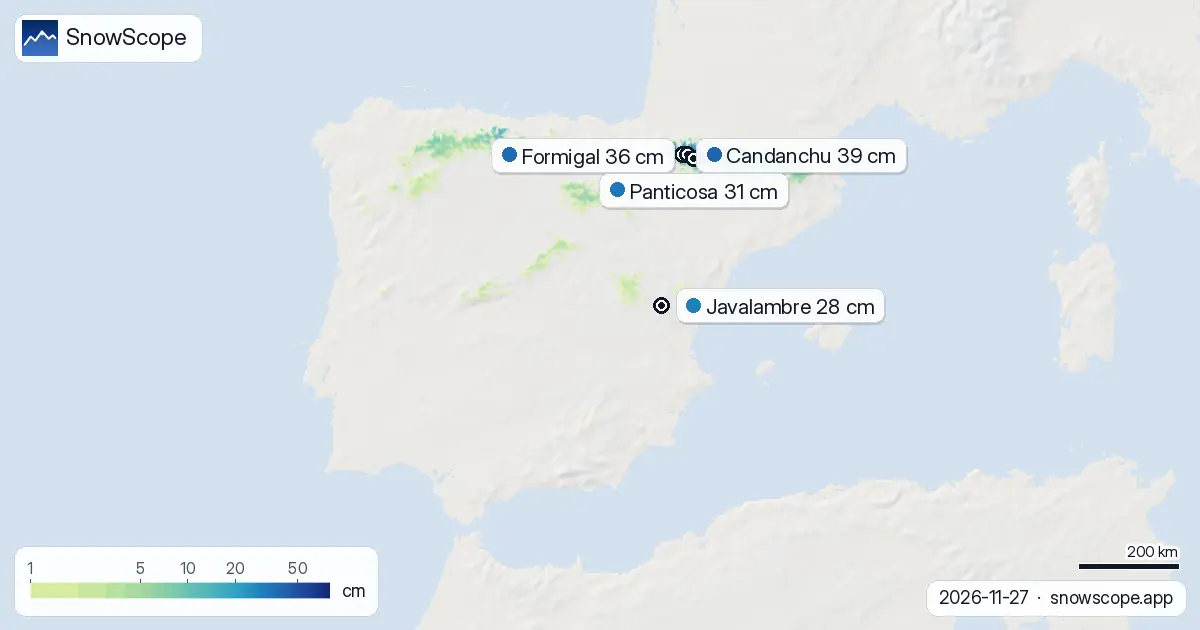 SnowScope
Formigal 36 cm
Candanchu 39 cm
Panticosa 31 cm
Javalambre 28 cm
1 5 10 20 50
cm
200 km
2026-11-27 · snowscope.app